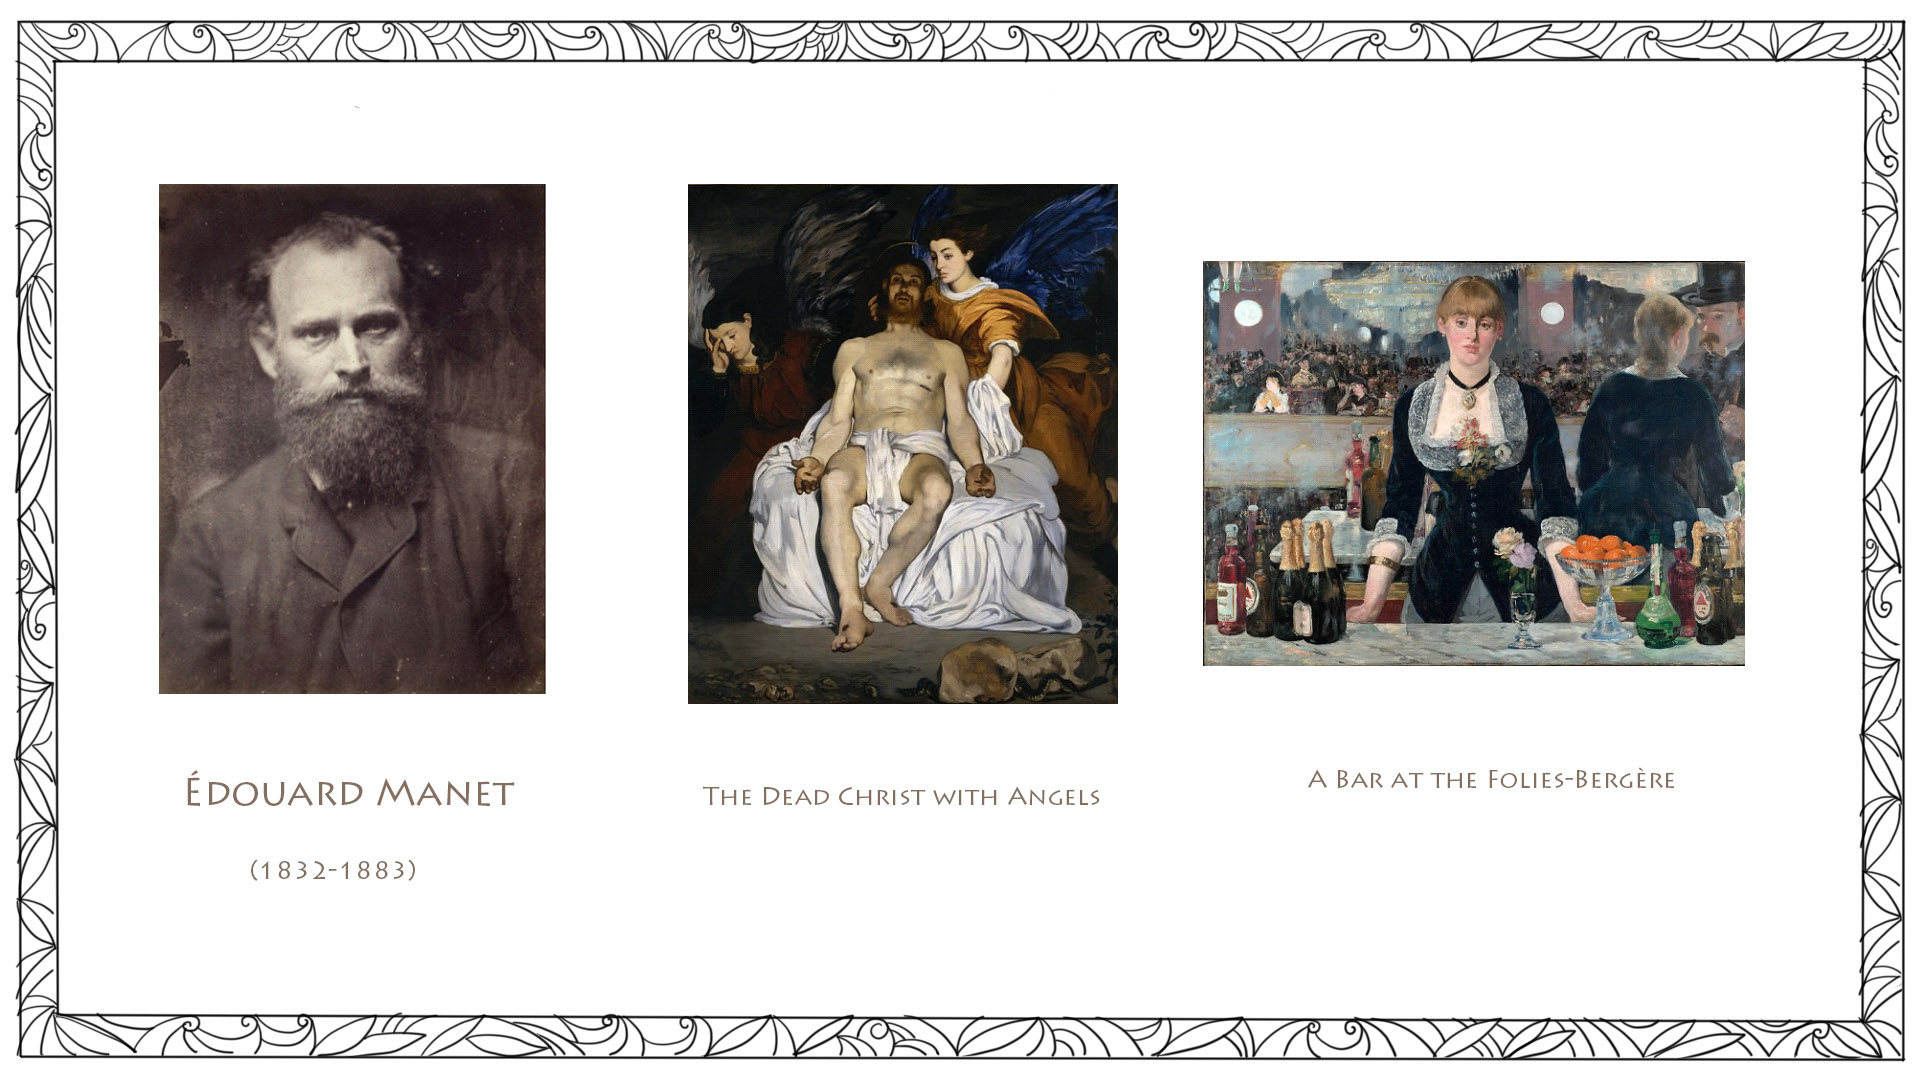 Édouard Manet
(1832-1883)
The Dead Christ with Angels
A Bar at the Folies-Bergère